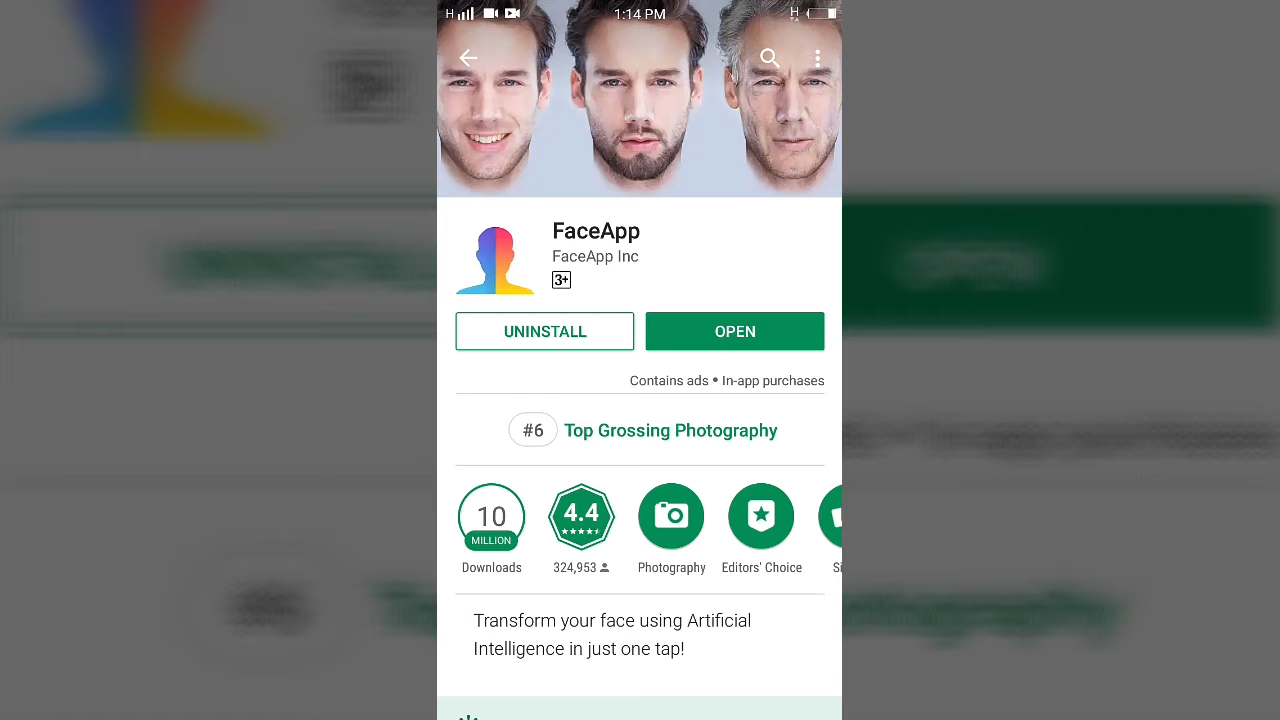 H 1:14 PM H
FaceApp
FaceApp Inc
3+
UNINSTALL OPEN
Contains ads • In-app purchases
#6 Top Grossing Photography
10
MILLION
Downloads
4.4
324,953
Photography
Editors' Choice
Si
Transform your face using Artificial
Intelligence in just one tap!